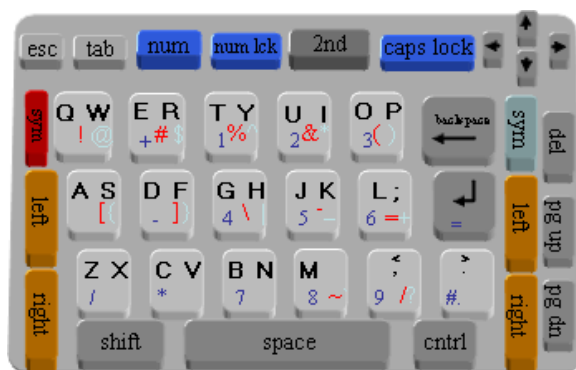 esc tab num num lck 2nd caps lock
sym Q W E R T Y U I O P backspace sym del
! @ + # $ 1 % ^ 2 & * 3 ( )
left A S D F G H J K L ; left pg up
[ { - ] } 4 \ | 5 - _ 6 = + =
right Z X C V B N M < , > . right pg dn
/ * 7 8 ~ 9 / ? #.
shift space cntrl